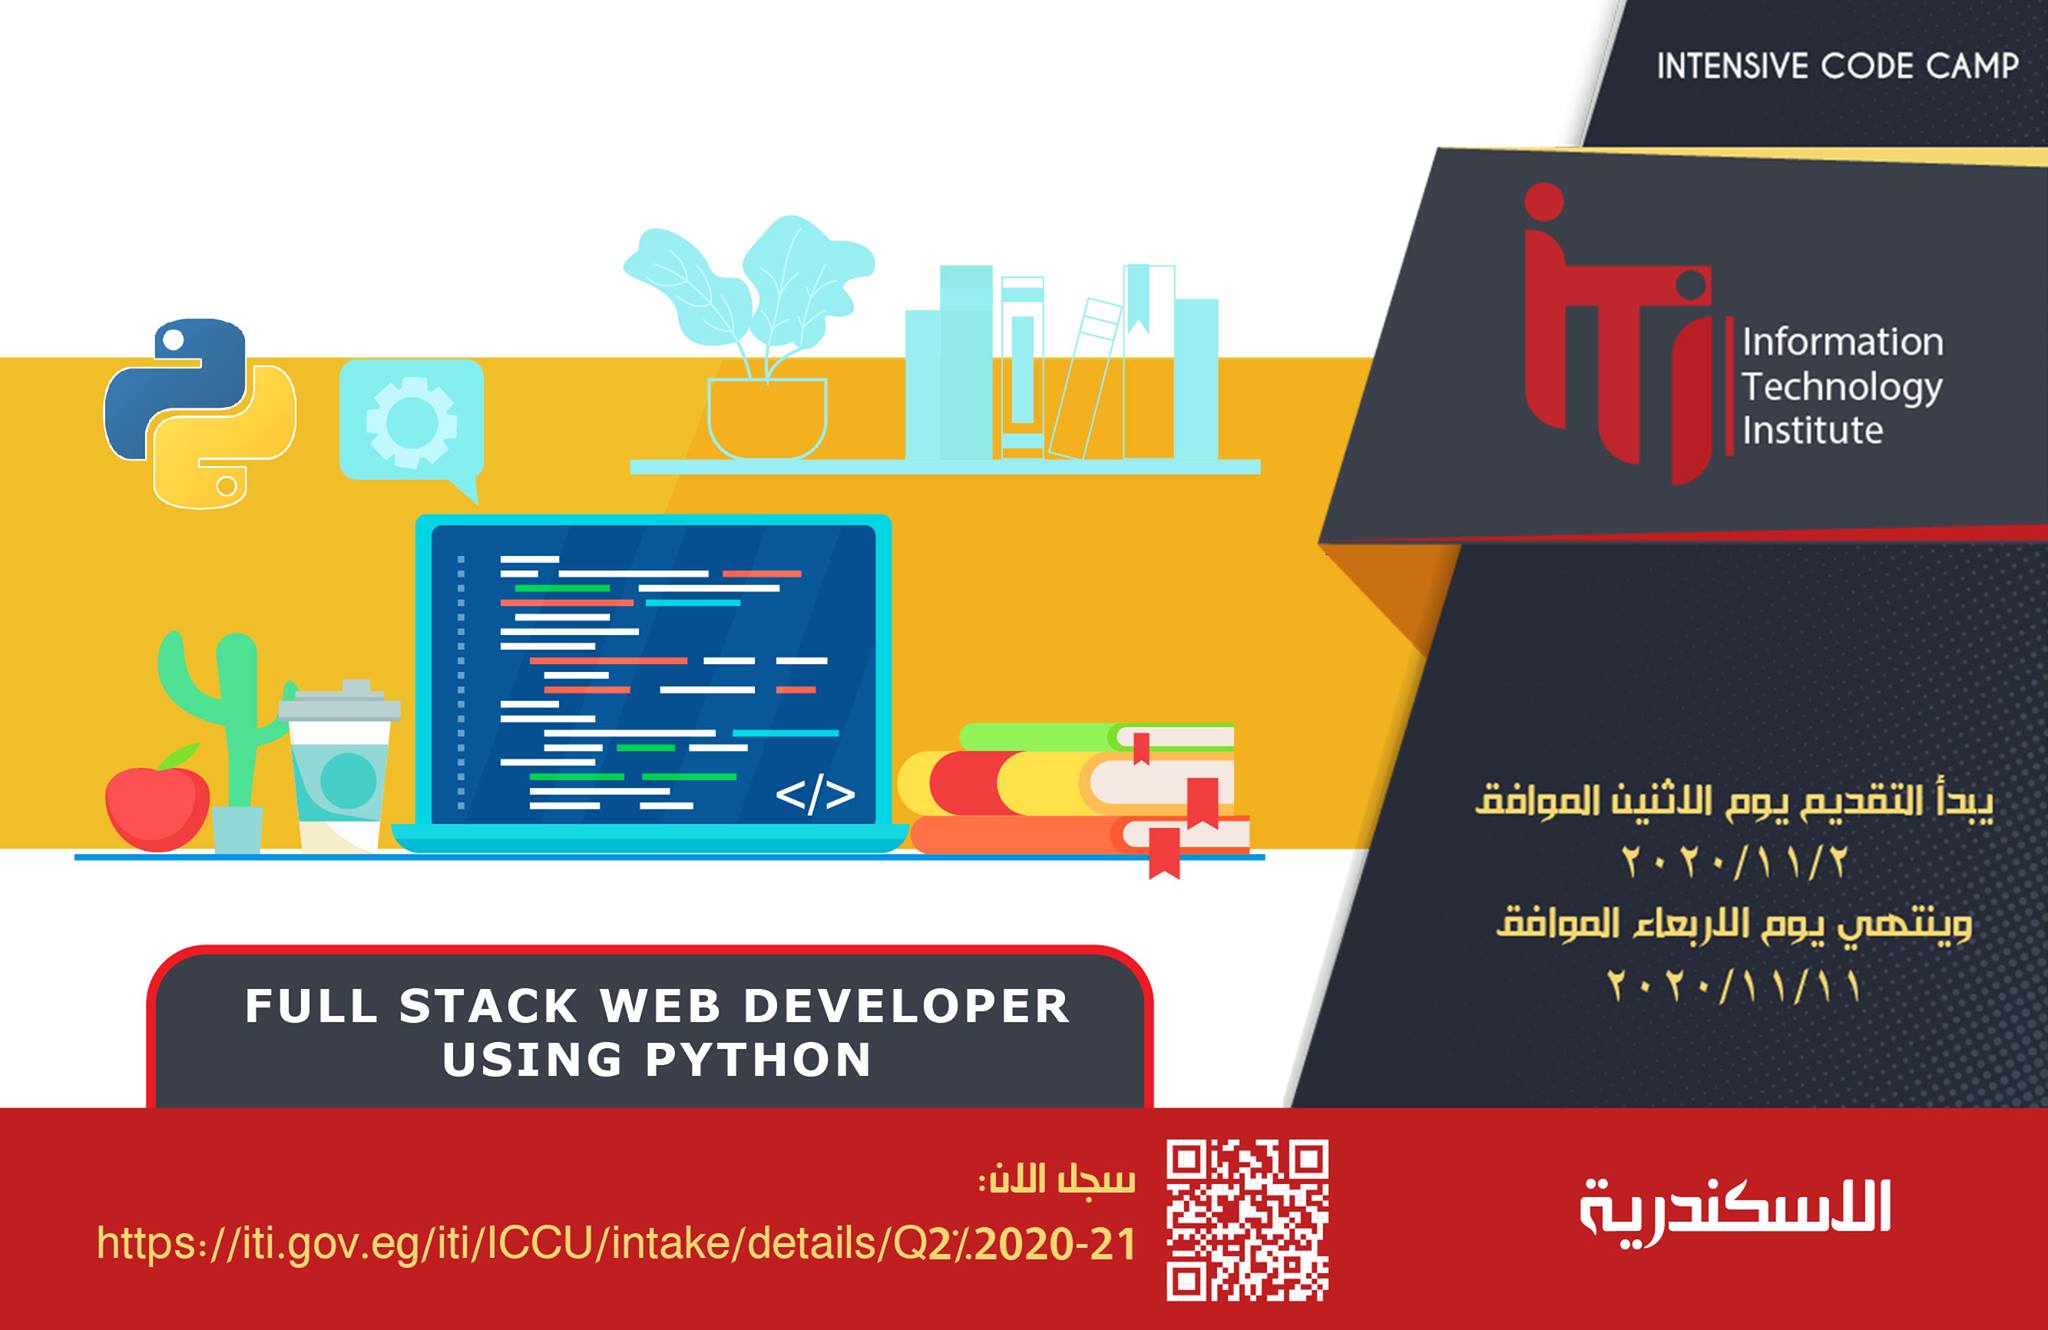 INTENSIVE CODE CAMP
iTi
Information
Technology
Institute
</>
يبدأ التقديم يوم الاثنين الموافق
٢٠٢٠/١١/٢
وينتهي يوم الاربعاء الموافق
٢٠٢٠/١١/١١
FULL STACK WEB DEVELOPER
USING PYTHON
سجل الان:
https://iti.gov.eg/iti/ICCU/intake/details/Q2٪2020-21
الاسكندرية